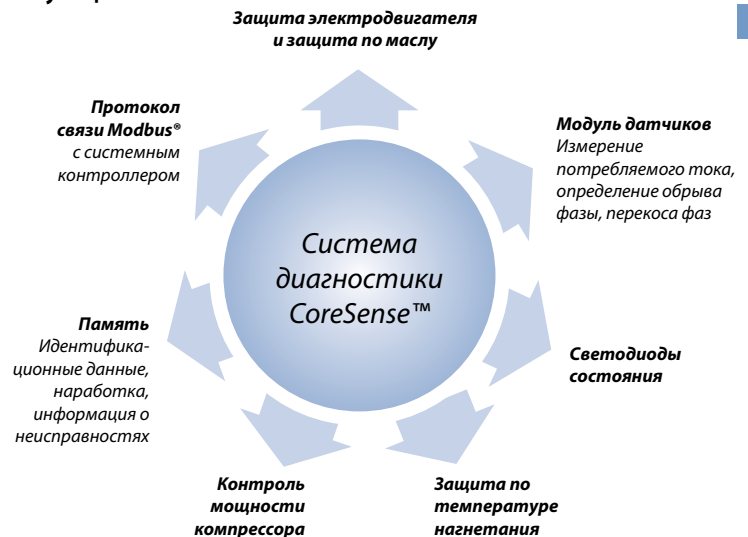 Защита электродвигателя
и защита по маслу
Протокол
связи Modbus®
с системным
контроллером
Модуль датчиков
Измерение
потребляемого тока,
определение обрыва
фазы, перекоса фаз
Система
диагностики
CoreSense™
Память
Идентифика-
ционные данные,
наработка,
информация о
неисправностях
Светодиоды
состояния
Контроль
мощности
компрессора
Защита по
температуре
нагнетания